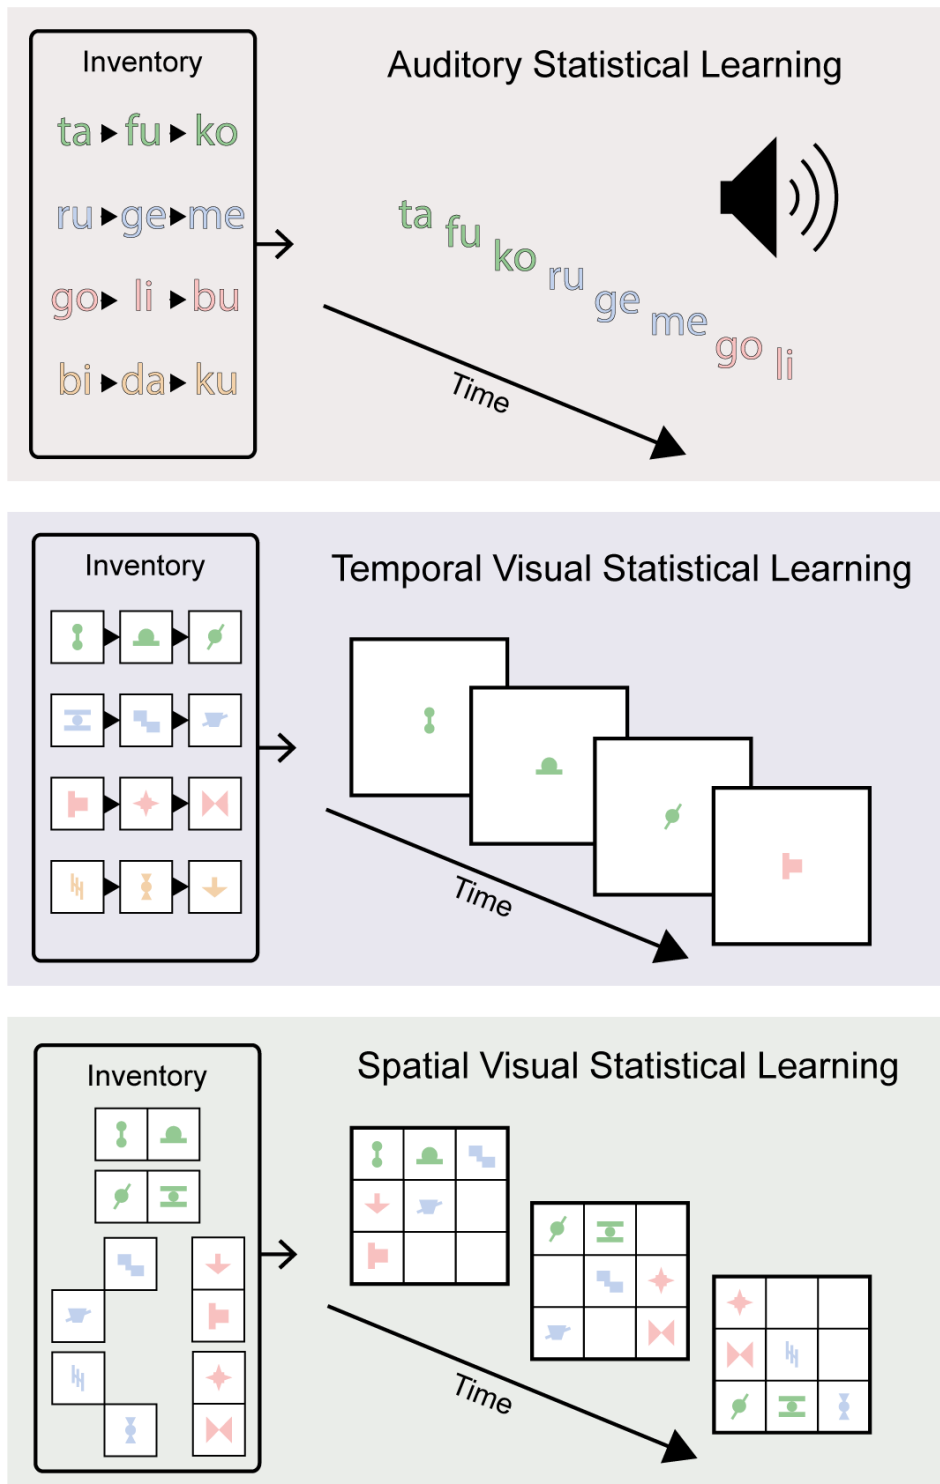 Inventory
Auditory Statistical Learning
ta fu ko
ru ge me
go li bu
bi da ku
ta
fu
ko
ru
ge
me
go
li
Time
Inventory
Temporal Visual Statistical Learning
Time
Inventory
Spatial Visual Statistical Learning
Time